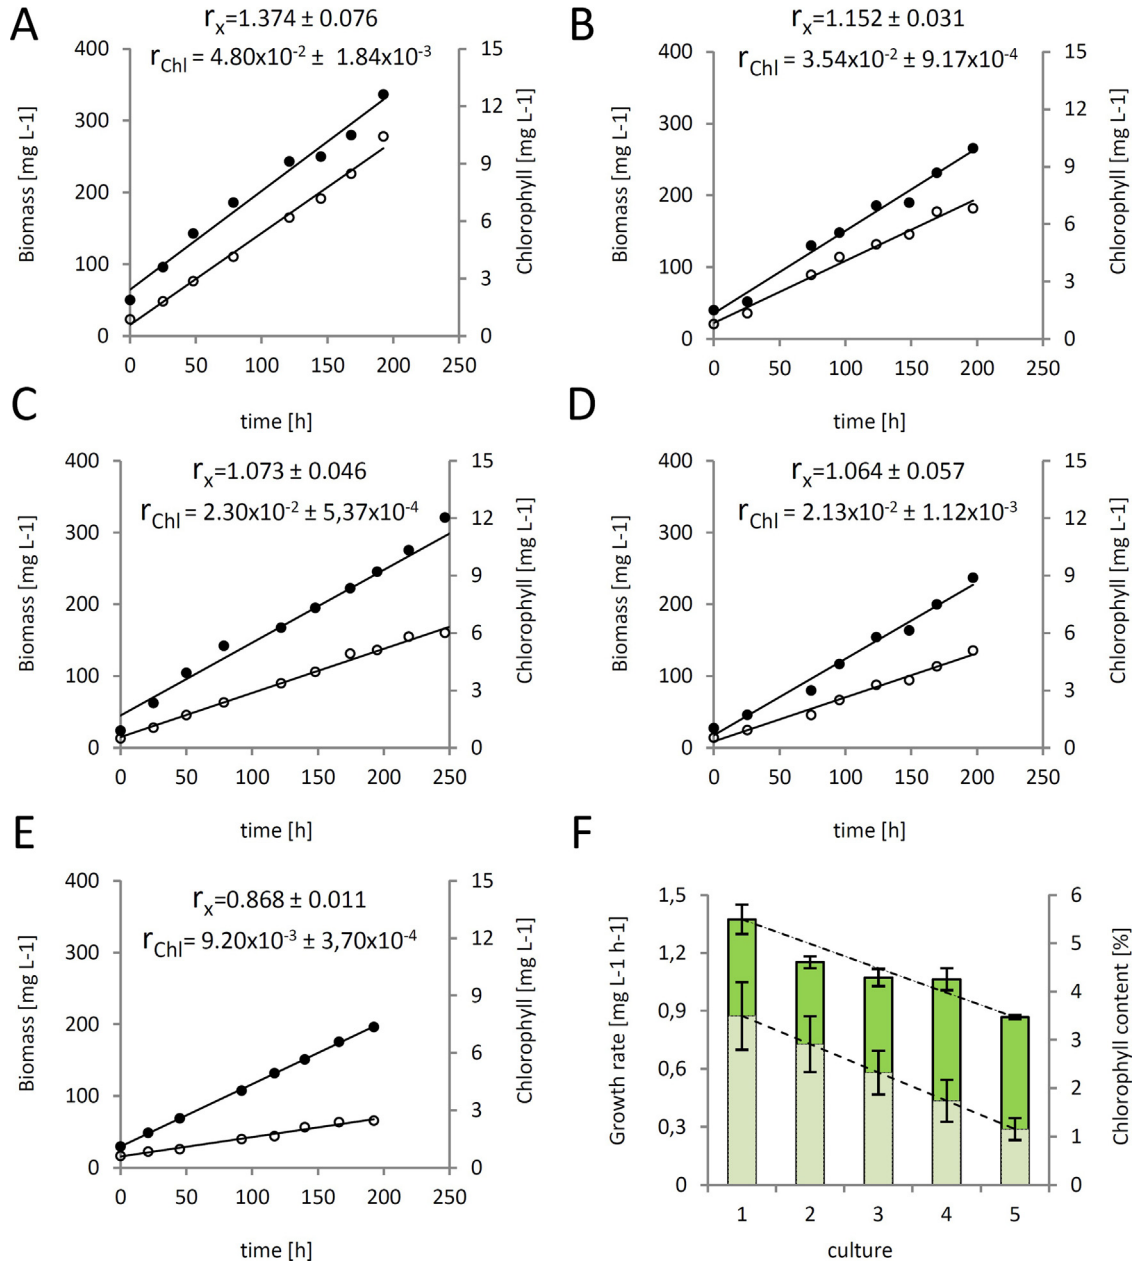 A
rx=1.374 ± 0.076
rChl = 4.80x10-2 ± 1.84x10-3
Biomass [mg L-1]
400
300
200
100
0
15
12
9
6
3
0
Chlorophyll [mg L-1]
0 50 100 150 200 250
time [h]
B
rx=1.152 ± 0.031
rChl = 3.54x10-2 ± 9.17x10-4
Biomass [mg L-1]
400
300
200
100
0
15
12
9
6
3
0
Chlorophyll [mg L-1]
0 50 100 150 200 250
time [h]
C
rx=1.073 ± 0.046
rChl = 2.30x10-2 ± 5,37x10-4
Biomass [mg L-1]
400
300
200
100
0
15
12
9
6
3
0
Chlorophyll [mg L-1]
0 50 100 150 200 250
time [h]
D
rx=1.064 ± 0.057
rChl = 2.13x10-2 ± 1.12x10-3
Biomass [mg L-1]
400
300
200
100
0
15
12
9
6
3
0
Chlorophyll [mg L-1]
0 50 100 150 200 250
time [h]
E
rx=0.868 ± 0.011
rChl = 9.20x10-3 ± 3,70x10-4
Biomass [mg L-1]
400
300
200
100
0
15
12
9
6
3
0
Chlorophyll [mg L-1]
0 50 100 150 200 250
time [h]
F
Growth rate [mg L-1 h-1]
1,5
1,2
0,9
0,6
0,3
0
6
5
4
3
2
1
0
Chlorophyll content [%]
1 2 3 4 5
culture